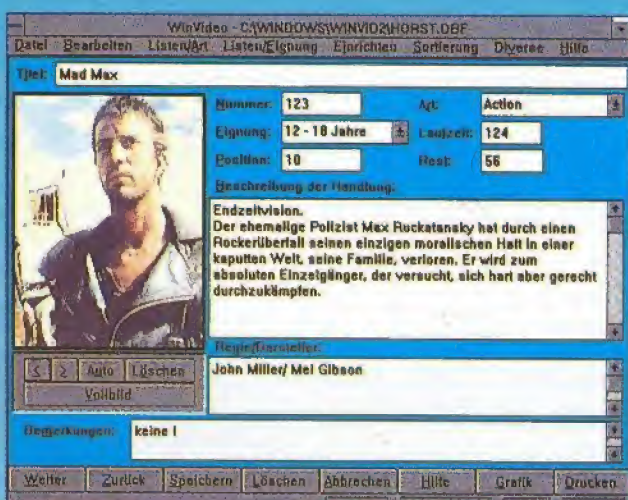 WinVideo - C:\WINDOWS\WINVID2\HORST.DBF
Datei Bearbeiten Listen/Art Listen/Eignung Einrichten Sortierung Diverse Hilfe
Titel: Mad Max
Nummer: 123 Art: Action
Eignung: 12 - 18 Jahre Laufzeit: 124
Position: 10 Rest: 56
Beschreibung der Handlung:
Endzeitvision.
Der ehemalige Polizist Max Ruckatansky hat durch einen
Rockerüberfall seinen einzigen moralischen Halt in einer
kaputten Welt, seine Familie, verloren. Er wird zum
absoluten Einzelgänger, der versucht, sich hart aber gerecht
durchzukämpfen.
Regie/Darsteller:
< > Auto Löschen
John Miller/ Mel Gibson
Vollbild
Bemerkungen: keine !
Weiter Zurück Speichern Löschen Abbrechen Hilfe Grafik Drucken